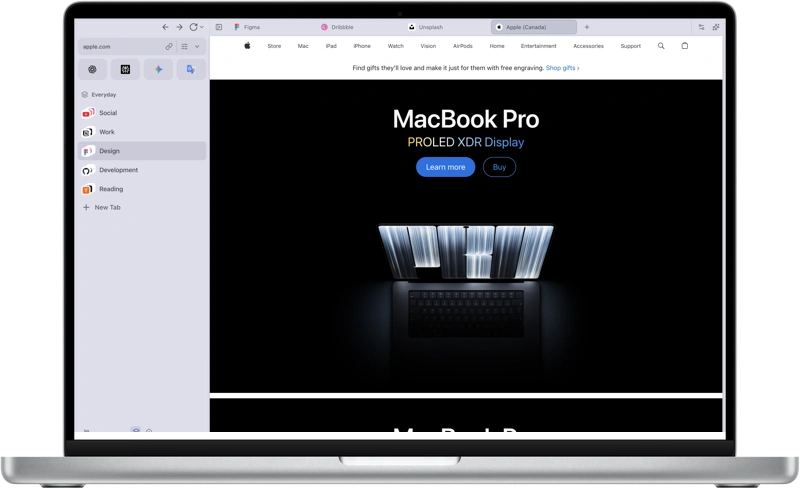 Figma
Dribbble
Unsplash
Apple (Canada)
apple.com
Store Mac iPad iPhone Watch Vision AirPods Home Entertainment Accessories Support
Find gifts they'll love and make it just for them with free engraving. Shop gifts ›
Everyday
Social
Work
Design
Development
Reading
New Tab
MacBook Pro
PROLED XDR Display
Learn more
Buy
MacBook Pro